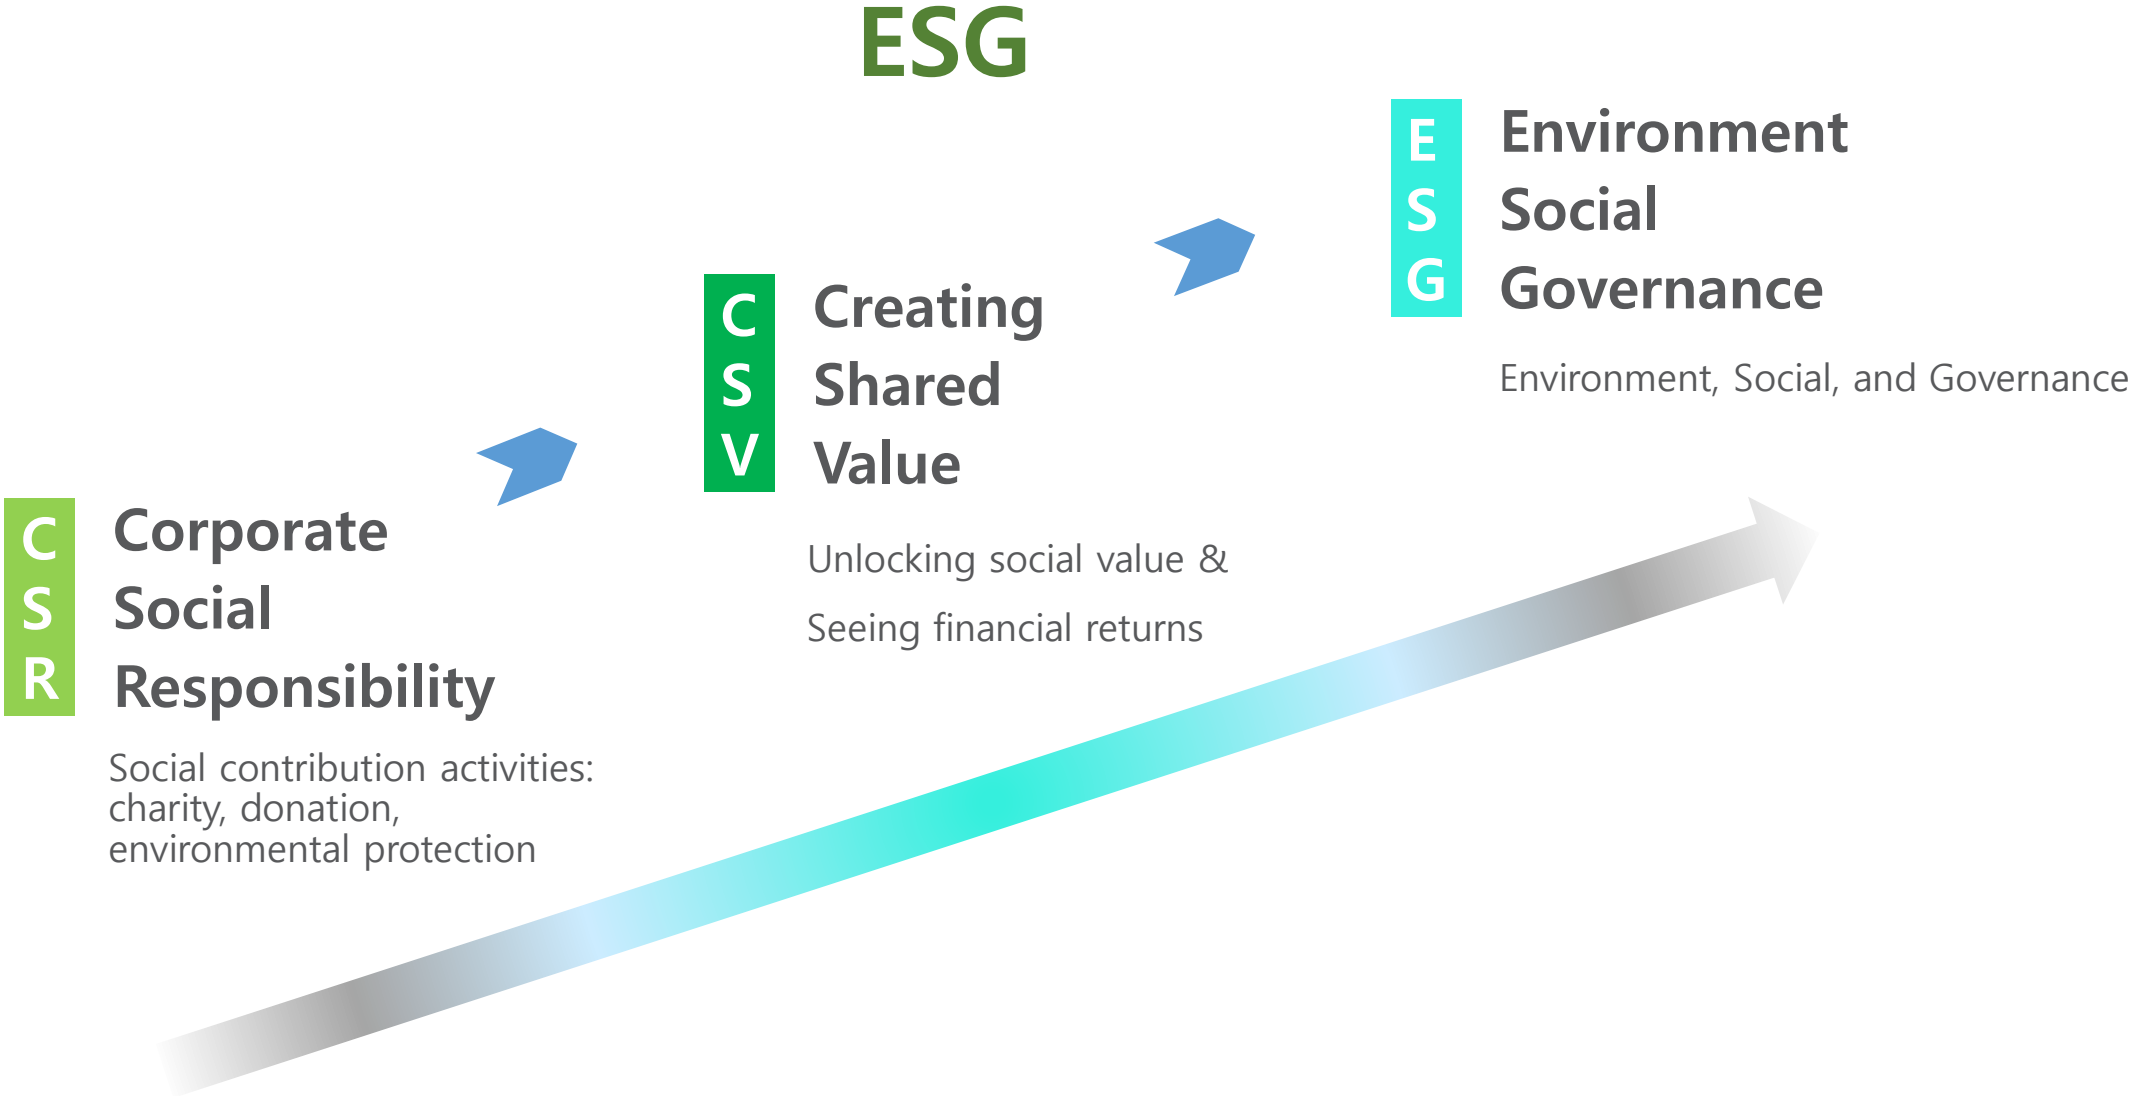 ESG
C
S
R
Corporate
Social
Responsibility
Social contribution activities:
charity, donation,
environmental protection
C
S
V
Creating
Shared
Value
Unlocking social value &
Seeing financial returns
E
S
G
Environment
Social
Governance
Environment, Social, and Governance